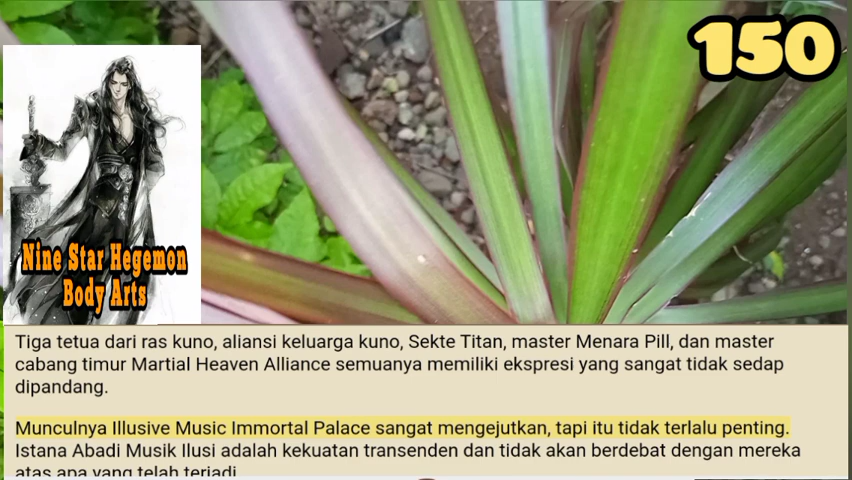 150
Nine Star Hegemon
Body Arts
Tiga tetua dari ras kuno, aliansi keluarga kuno, Sekte Titan, master Menara Pill, dan master
cabang timur Martial Heaven Alliance semuanya memiliki ekspresi yang sangat tidak sedap
dipandang.
Munculnya Illusive Music Immortal Palace sangat mengejutkan, tapi itu tidak terlalu penting.
Istana Abadi Musik Ilusi adalah kekuatan transenden dan tidak akan berdebat dengan mereka
atas apa yang telah terjadi